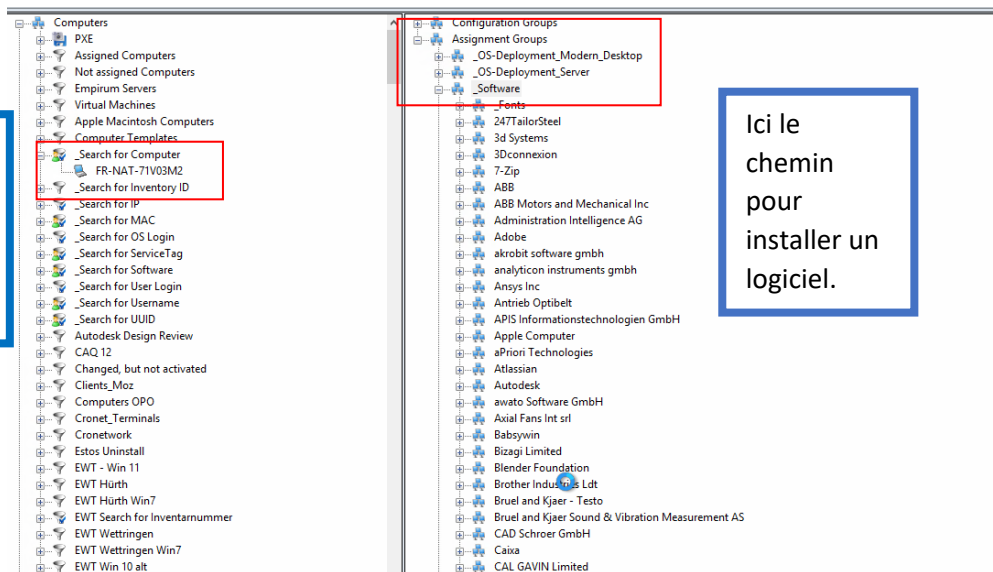 Computers
PXE
Assigned Computers
Not assigned Computers
Empirum Servers
Virtual Machines
Apple Macintosh Computers
Computer Templates
_Search for Computer
FR-NAT-71V03M2
_Search for Inventory ID
_Search for IP
_Search for MAC
_Search for OS Login
_Search for ServiceTag
_Search for Software
_Search for User Login
_Search for Username
_Search for UUID
Autodesk Design Review
CAQ 12
Changed, but not activated
Clients_Moz
Computers OPO
Cronet_Terminals
Cronetwork
Estos Uninstall
EWT - Win 11
EWT Hürth
EWT Hürth Win7
EWT Search for Inventarnummer
EWT Wettringen
EWT Wettringen Win7
EWT Win 10 alt
Configuration Groups
Assignment Groups
_OS-Deployment_Modern_Desktop
_OS-Deployment_Server
_Software
_Fonts
247TailorSteel
3d Systems
3Dconnexion
7-Zip
ABB
ABB Motors and Mechanical Inc
Administration Intelligence AG
Adobe
akrobit software gmbh
analyticon instruments gmbh
Ansys Inc
Antrieb Optibelt
APIS Informationstechnologien GmbH
Apple Computer
aPriori Technologies
Atlassian
Autodesk
awato Software GmbH
Axial Fans Int srl
Babsywin
Bizagi Limited
Blender Foundation
Brother Industries Ldt
Bruel and Kjaer - Testo
Bruel and Kjaer Sound & Vibration Measurement AS
CAD Schroer GmbH
Caixa
CAL GAVIN Limited
Ici le
chemin
pour
installer un
logiciel.